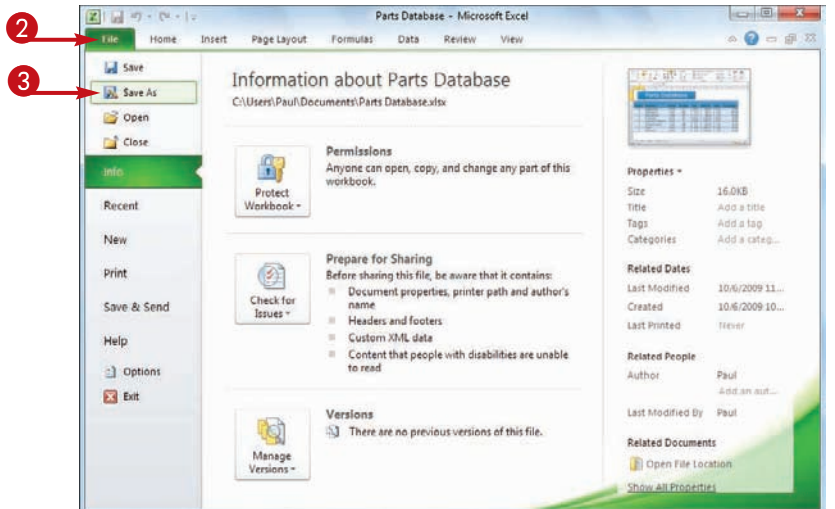 Parts Database - Microsoft Excel
2
File Home Insert Page Layout Formulas Data Review View
Save
3
Save As
Open
Close
Info
Recent
New
Print
Save & Send
Help
Options
Exit
Information about Parts Database
C:\Users\Paul\Documents\Parts Database.xlsx
Protect
Workbook
Permissions
Anyone can open, copy, and change any part of this
workbook.
Check for
Issues
Prepare for Sharing
Before sharing this file, be aware that it contains:
Document properties, printer path and author's
name
Headers and footers
Custom XML data
Content that people with disabilities are unable
to read
Manage
Versions
Versions
There are no previous versions of this file.
Parts Database
Properties
Size 16.0KB
Title Add a title
Tags Add a tag
Categories Add a categ...
Related Dates
Last Modified 10/6/2009 11...
Created 10/6/2009 10...
Last Printed Never
Related People
Author Paul
Add an aut...
Last Modified By Paul
Related Documents
Open File Location
Show All Properties